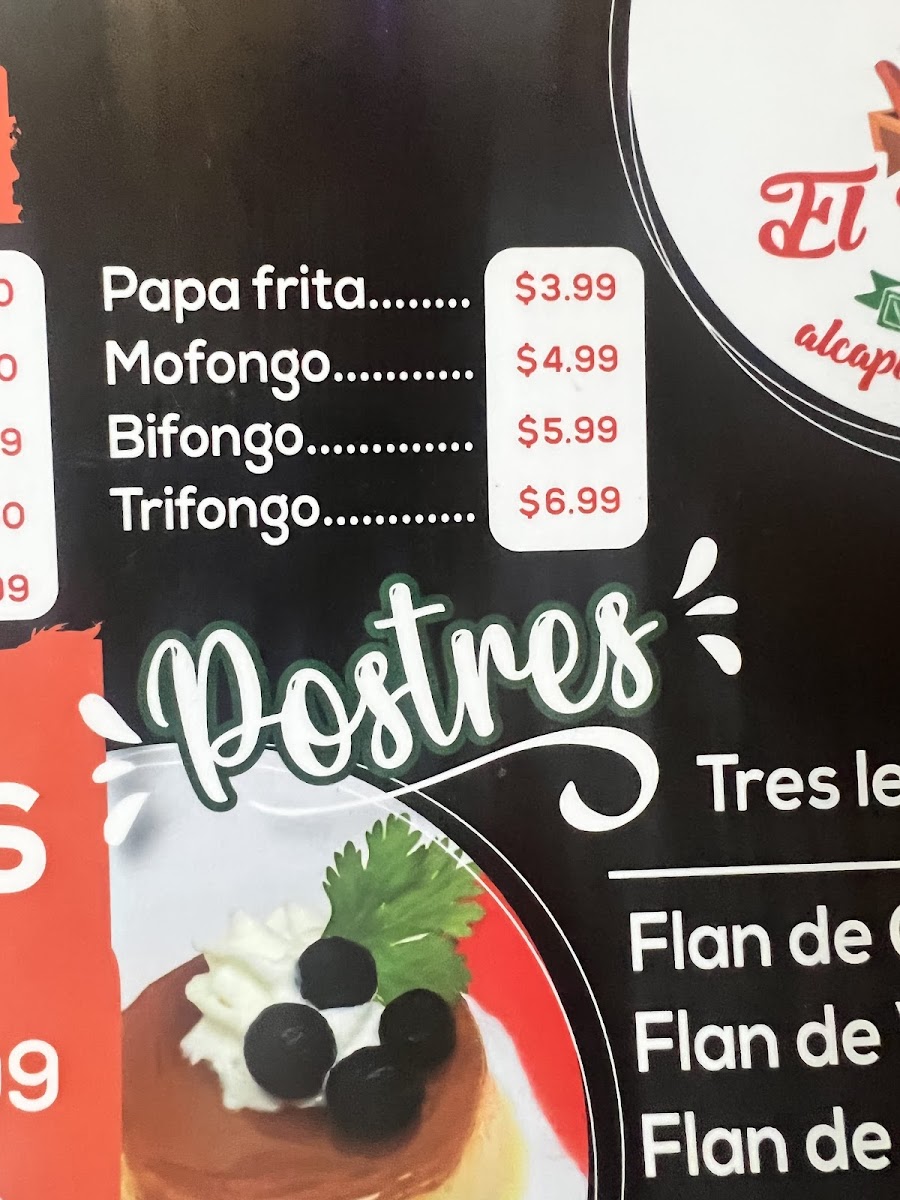 El
alcap
Papa frita........ $3.99
Mofongo........... $4.99
Bifongo............. $5.99
Trifongo............ $6.99
Postres
Tres le
Flan de
Flan de
Flan de